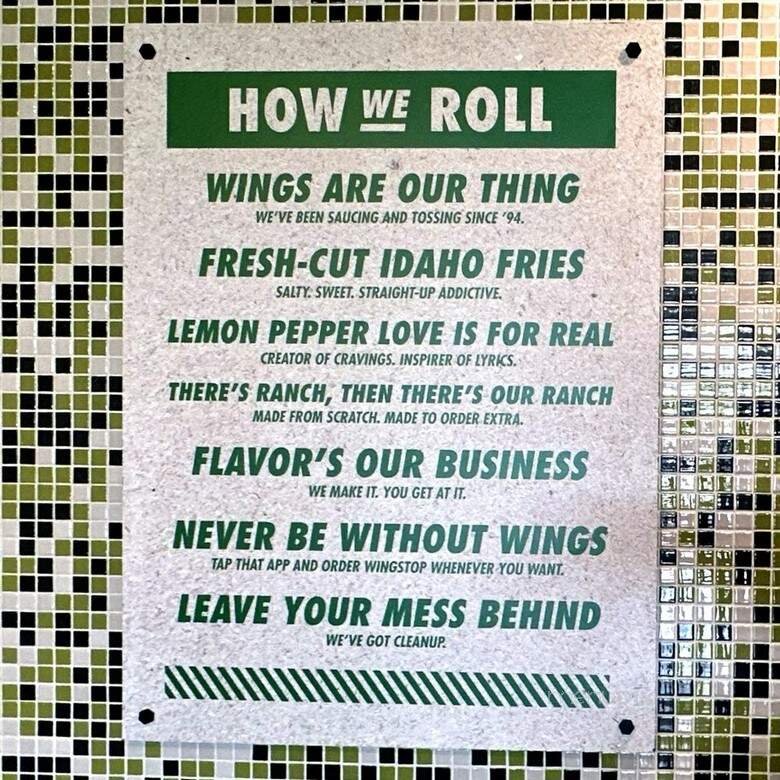 HOW WE ROLL
WINGS ARE OUR THING
WE'VE BEEN SAUCING AND TOSSING SINCE '94.
FRESH-CUT IDAHO FRIES
SALTY. SWEET. STRAIGHT-UP ADDICTIVE.
LEMON PEPPER LOVE IS FOR REAL
CREATOR OF CRAVINGS. INSPIRER OF LYRICS.
THERE'S RANCH, THEN THERE'S OUR RANCH
MADE FROM SCRATCH. MADE TO ORDER EXTRA.
FLAVOR'S OUR BUSINESS
WE MAKE IT. YOU GET AT IT.
NEVER BE WITHOUT WINGS
TAP THAT APP AND ORDER WINGSTOP WHENEVER YOU WANT.
LEAVE YOUR MESS BEHIND
WE'VE GOT CLEANUP.